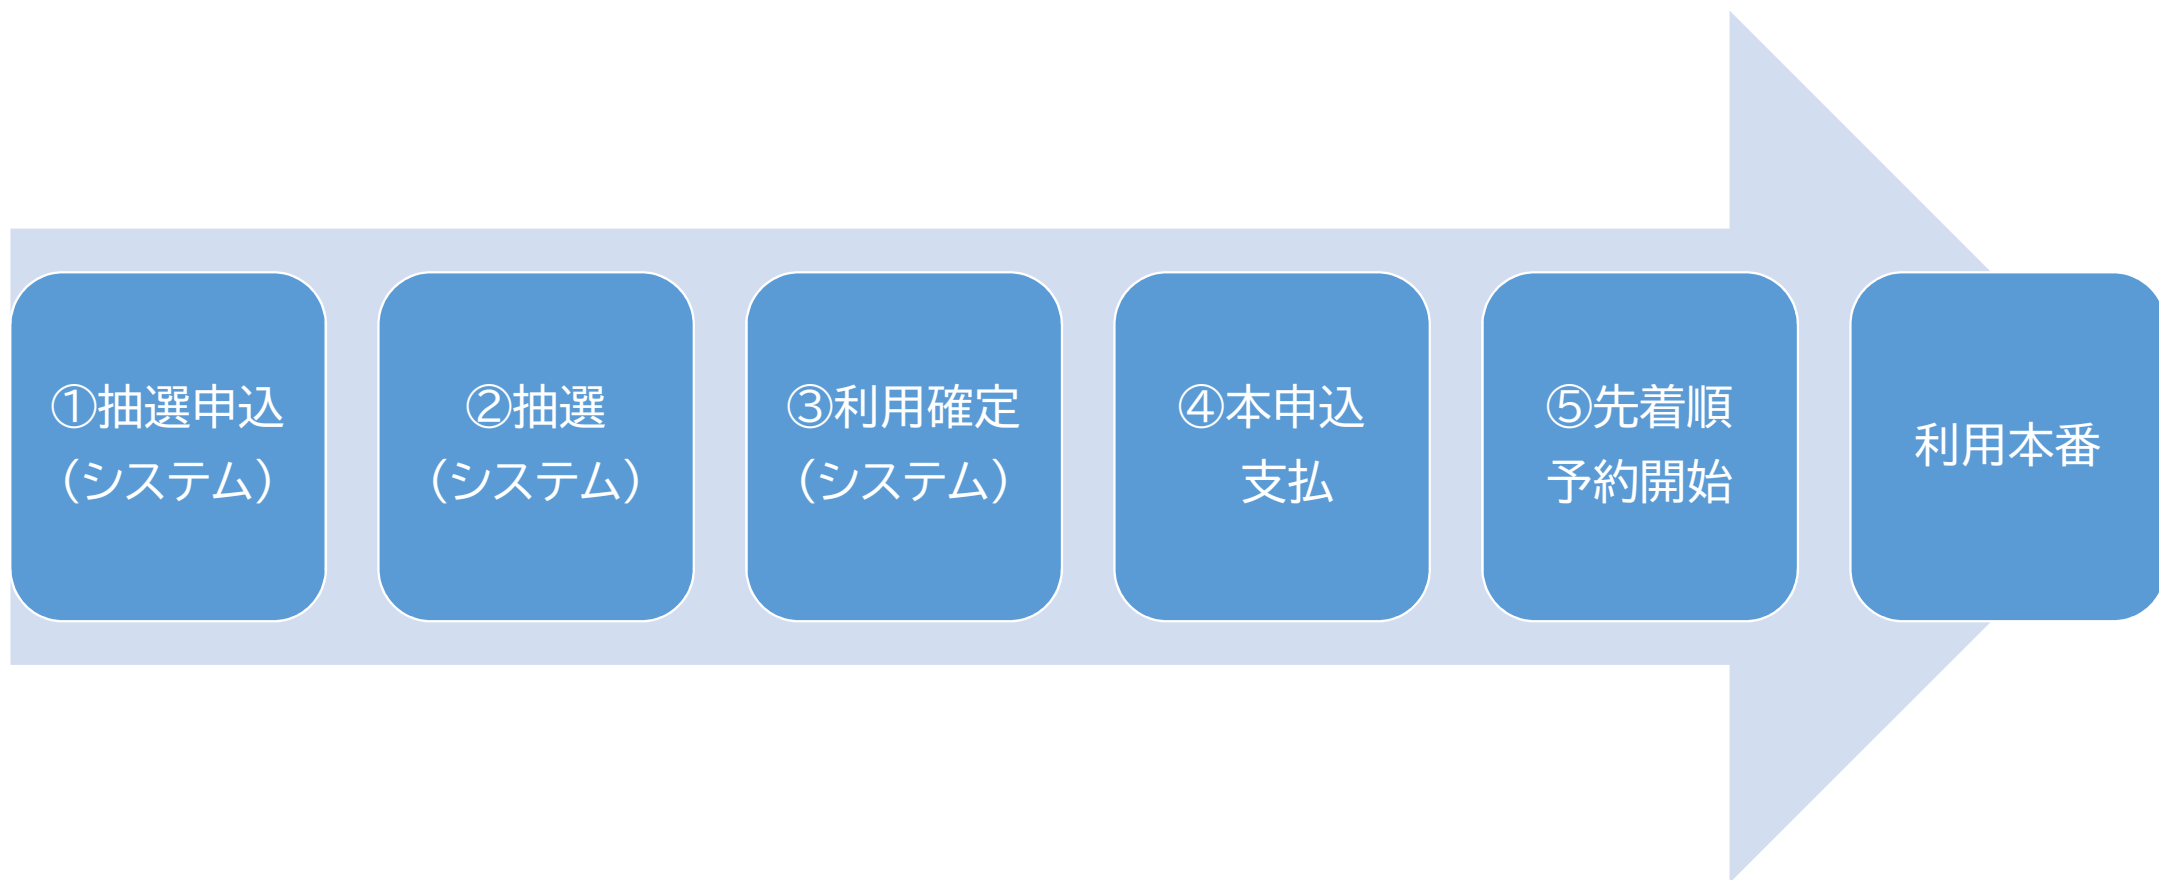 ①抽選申込
（システム）
②抽選
（システム）
③利用確定
（システム）
④本申込
支払
⑤先着順
予約開始
利用本番